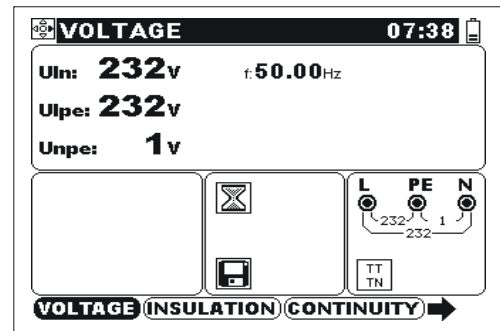 VOLTAGE 07:38
Uln: 232v f:50.00Hz
Ulpe: 232v
Unpe: 1v
L PE N
232 1
232
TT
TN
VOLTAGE INSULATION CONTINUITY